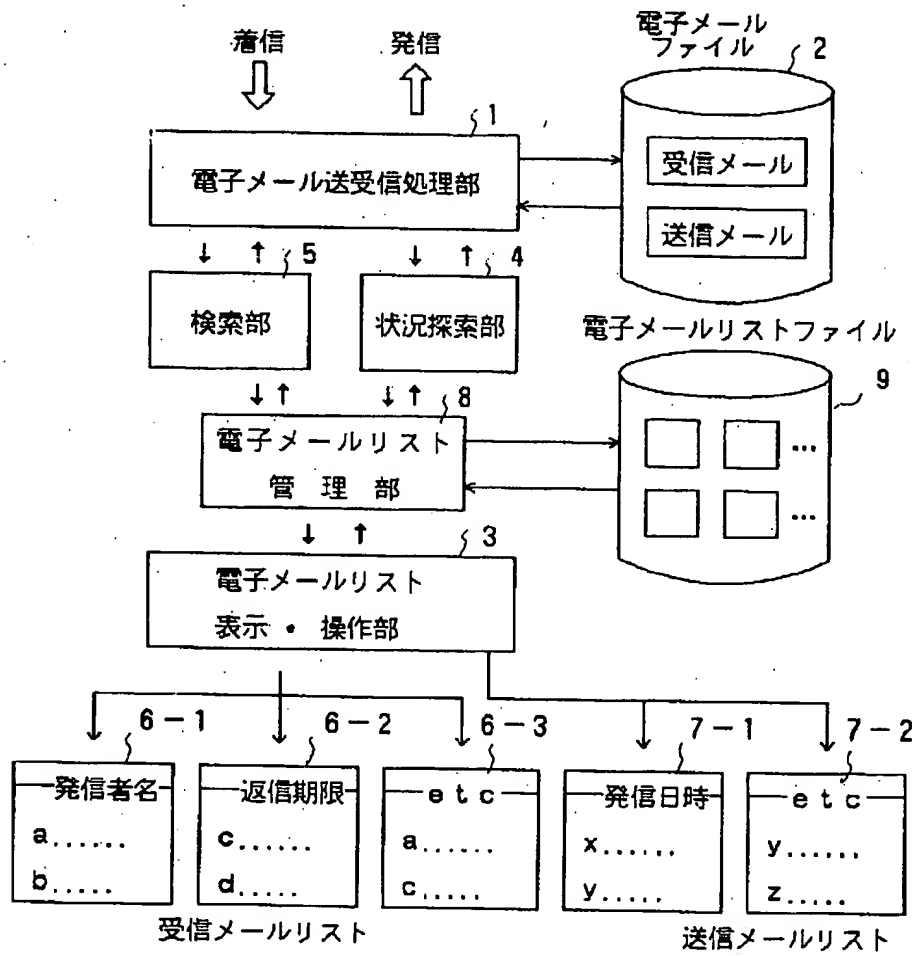 着信
発信
電子メール
ファイル
2
1
電子メール送受信処理部
受信メール
送信メール
5
4
検索部
状況探索部
電子メールリストファイル
9
8
電子メールリスト
管理部
3
電子メールリスト
表示・操作部
6-1
6-2
6-3
7-1
7-2
発信者名
a......
b.....
返信期限
c......
d.....
etc
a......
c.....
発信日時
x......
y.....
etc
y......
z.....
...
...
受信メールリスト
送信メールリスト